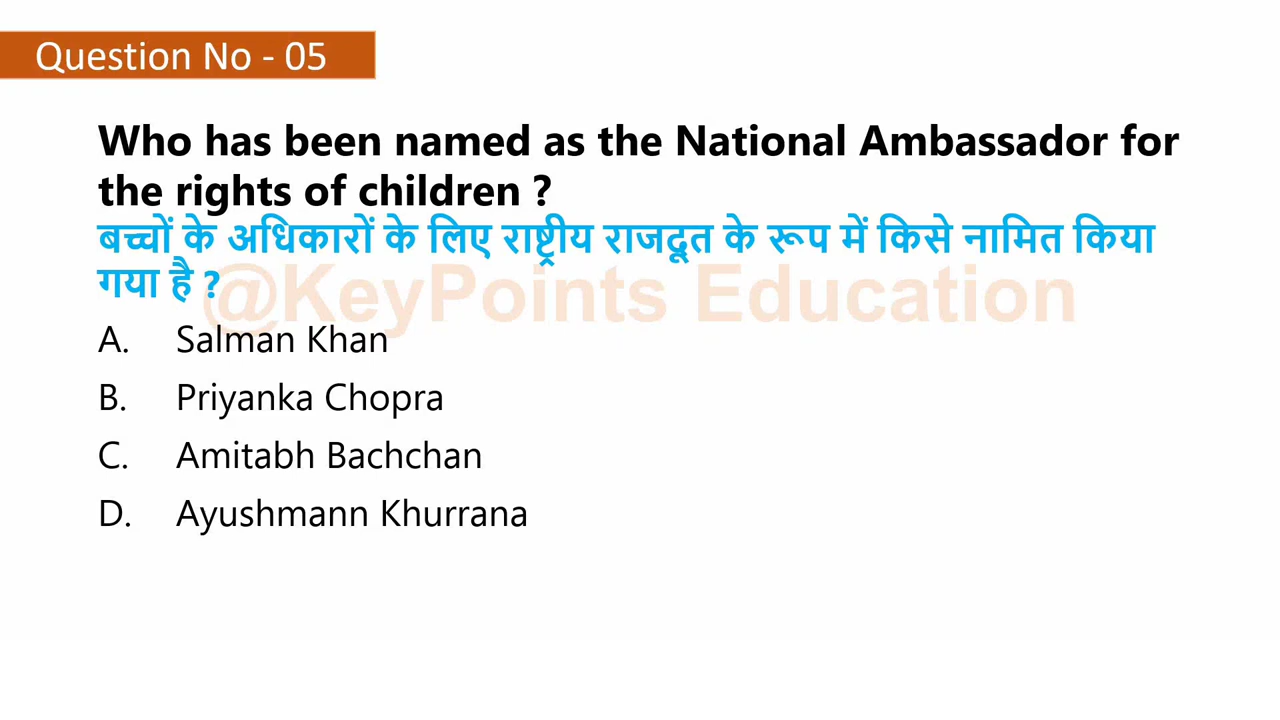 Question No - 05
Who has been named as the National Ambassador for
the rights of children ?
बच्चों के अधिकारों के लिए राष्ट्रीय राजदूत के रूप में किसे नामित किया
गया है ?
@KeyPoints Education
A. Salman Khan
B. Priyanka Chopra
C. Amitabh Bachchan
D. Ayushmann Khurrana